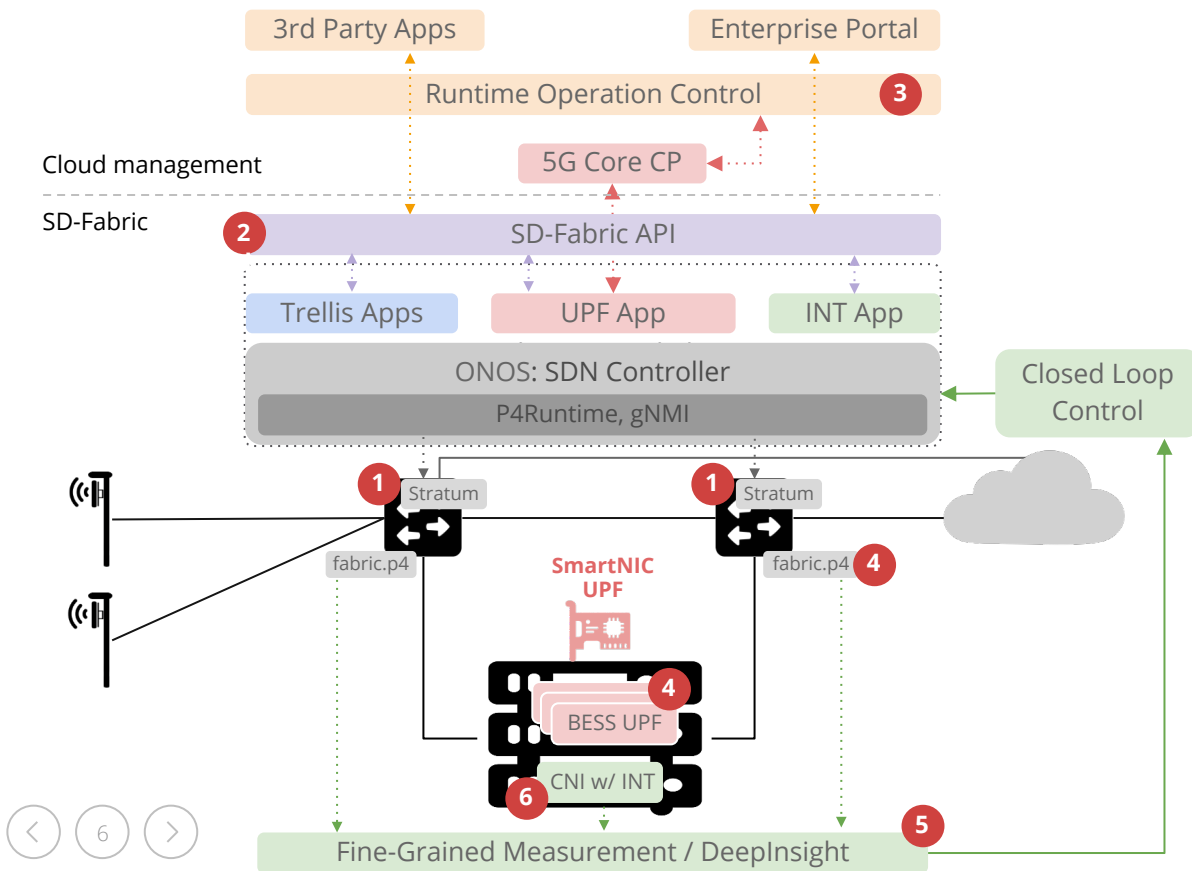 3rd Party Apps
Enterprise Portal
Runtime Operation Control
3
Cloud management
5G Core CP
SD-Fabric
2
SD-Fabric API
Trellis Apps
UPF App
INT App
ONOS: SDN Controller
P4Runtime, gNMI
Closed Loop
Control
1
Stratum
1
Stratum
fabric.p4
fabric.p4
4
SmartNIC
UPF
4
BESS UPF
CNI w/ INT
6
6
5
Fine-Grained Measurement / DeepInsight